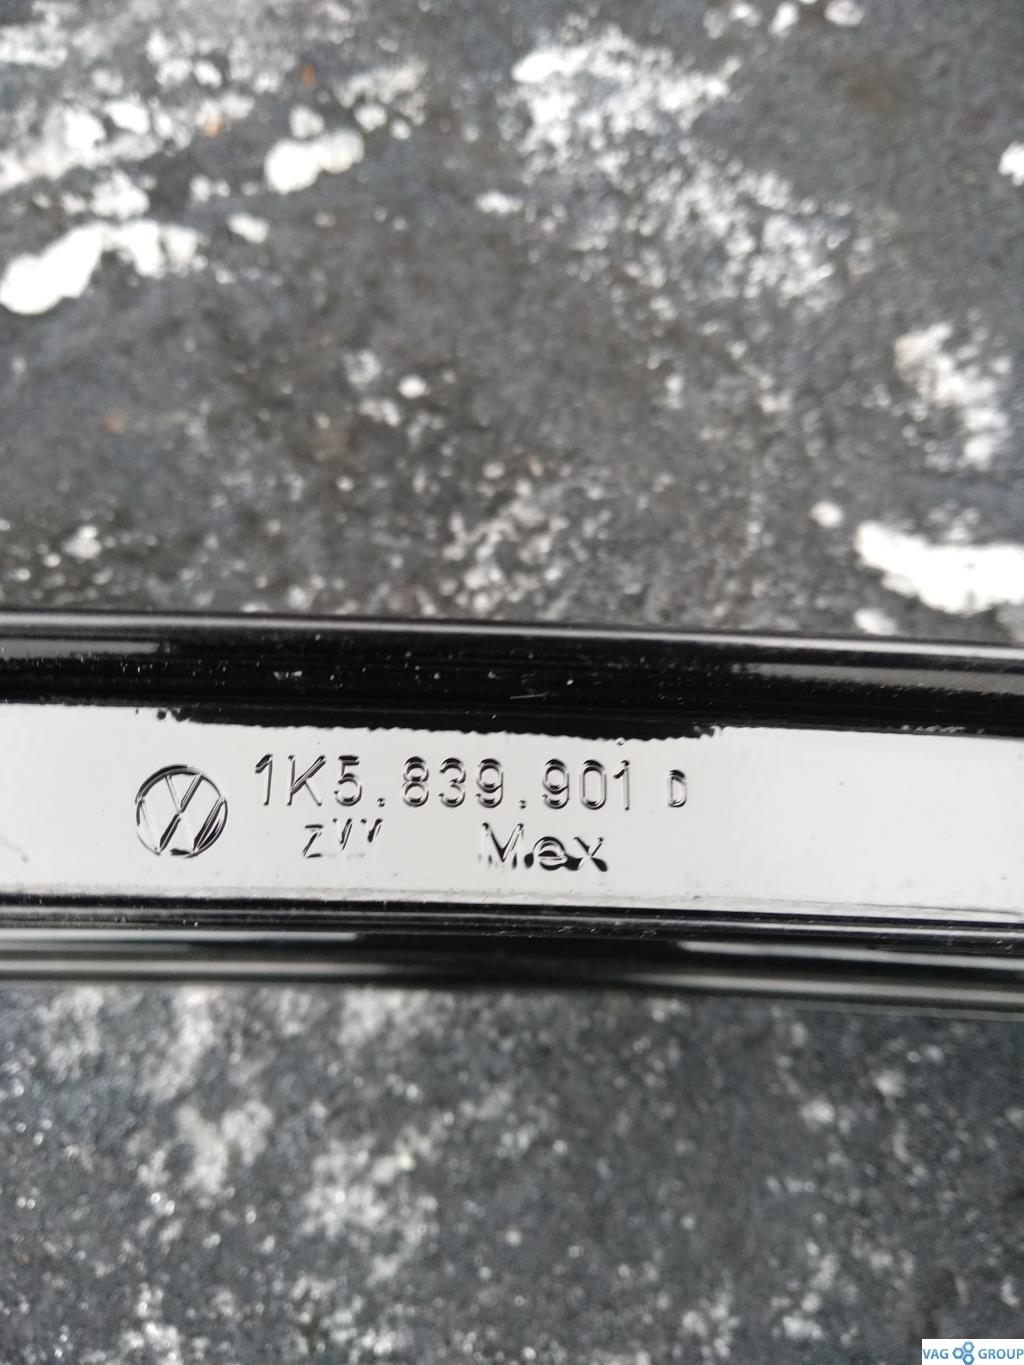 1K5.839.901 D
Mex
VAG GROUP